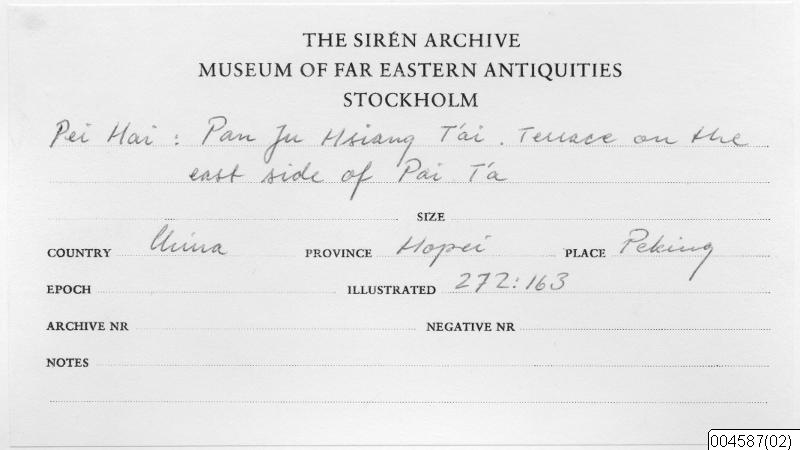 THE SIRÉN ARCHIVE
MUSEUM OF FAR EASTERN ANTIQUITIES
STOCKHOLM
Pei Hai : Pan Ju Hsiang T'ai . Terrace on the
east side of Pai T'a
SIZE
COUNTRY China PROVINCE Hopei PLACE Peking
EPOCH ILLUSTRATED 272:163
ARCHIVE NR NEGATIVE NR
NOTES
004587(02)